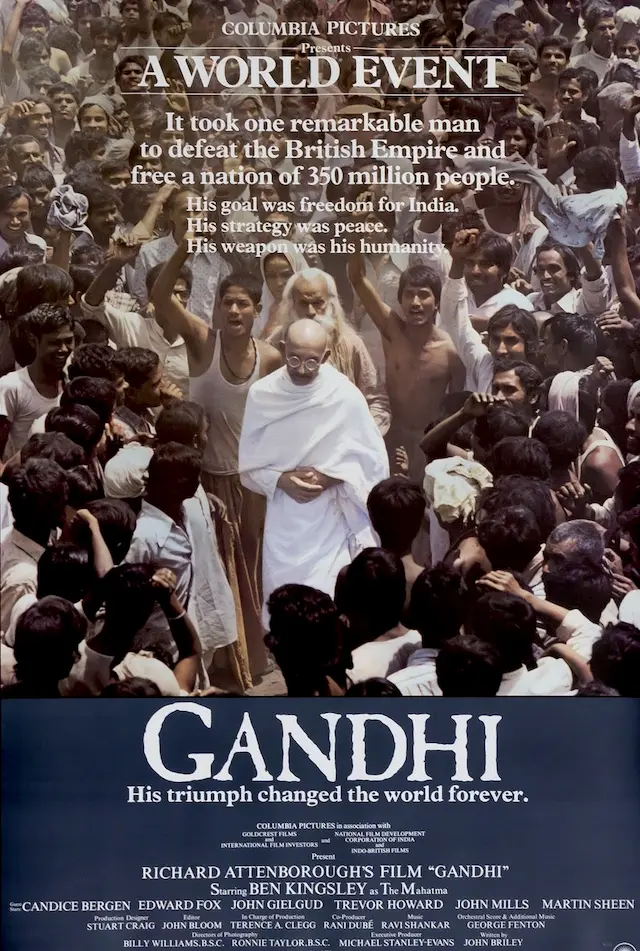 COLUMBIA PICTURES
Presents
A WORLD EVENT
It took one remarkable man
to defeat the British Empire and
free a nation of 350 million people.
His goal was freedom for India.
His strategy was peace.
His weapon was his humanity.
GANDHI
His triumph changed the world forever.
COLUMBIA PICTURES in association with
GOLDCREST FILMS
and
INTERNATIONAL FILM INVESTORS
and
NATIONAL FILM DEVELOPMENT
CORPORATION OF INDIA
and
INDO-BRITISH FILMS
Present
RICHARD ATTENBOROUGH'S FILM "GANDHI"
Starring BEN KINGSLEY as The Mahatma
Guest Stars CANDICE BERGEN EDWARD FOX JOHN GIELGUD TREVOR HOWARD JOHN MILLS MARTIN SHEEN
Production Designer Editor In Charge of Production Co-Producer Music Orchestral Score & Additional Music
STUART CRAIG JOHN BLOOM TERENCE A. CLEGG RANI DUBÉ RAVI SHANKAR GEORGE FENTON
Directors of Photography Executive Producer Written by
BILLY WILLIAMS, B.S.C. RONNIE TAYLOR, B.S.C. MICHAEL STANLEY-EVANS JOHN BRILEY